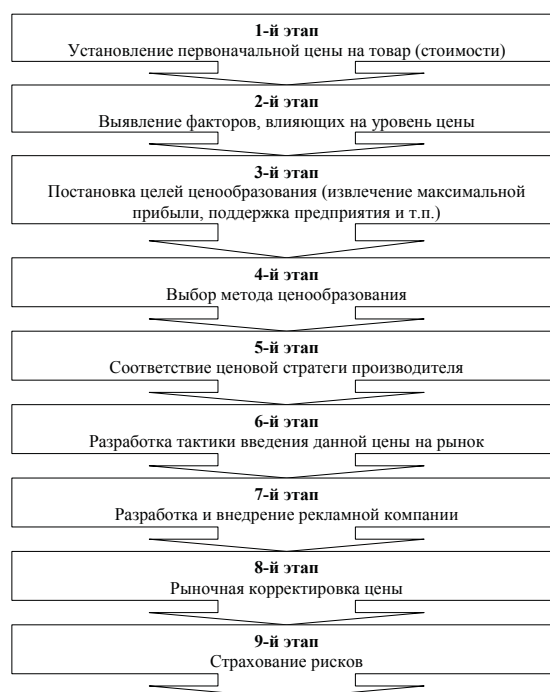 1-й этап
Установление первоначальной цены на товар (стоимости)
2-й этап
Выявление факторов, влияющих на уровень цены
3-й этап
Постановка целей ценообразования (извлечение максимальной
прибыли, поддержка предприятия и т.п.)
4-й этап
Выбор метода ценообразования
5-й этап
Соответствие ценовой стратеги производителя
6-й этап
Разработка тактики введения данной цены на рынок
7-й этап
Разработка и внедрение рекламной компании
8-й этап
Рыночная корректировка цены
9-й этап
Страхование рисков